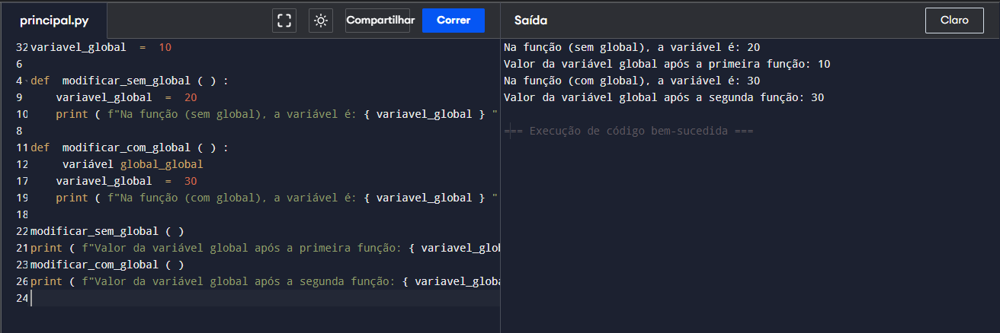 principal.py Compartilhar Correr Saída Claro
32 variavel_global = 10
6
4 def modificar_sem_global ( ) :
9 variavel_global = 20
10 print ( f"Na função (sem global), a variável é: { variavel_global } "
8
11 def modificar_com_global ( ) :
12 variável global_global
17 variavel_global = 30
19 print ( f"Na função (com global), a variável é: { variavel_global } "
18
22 modificar_sem_global ( )
21 print ( f"Valor da variável global após a primeira função: { variavel_glob
23 modificar_com_global ( )
26 print ( f"Valor da variável global após a segunda função: { variavel_globa
24
Na função (sem global), a variável é: 20
Valor da variável global após a primeira função: 10
Na função (com global), a variável é: 30
Valor da variável global após a segunda função: 30
=== Execução de código bem-sucedida ===